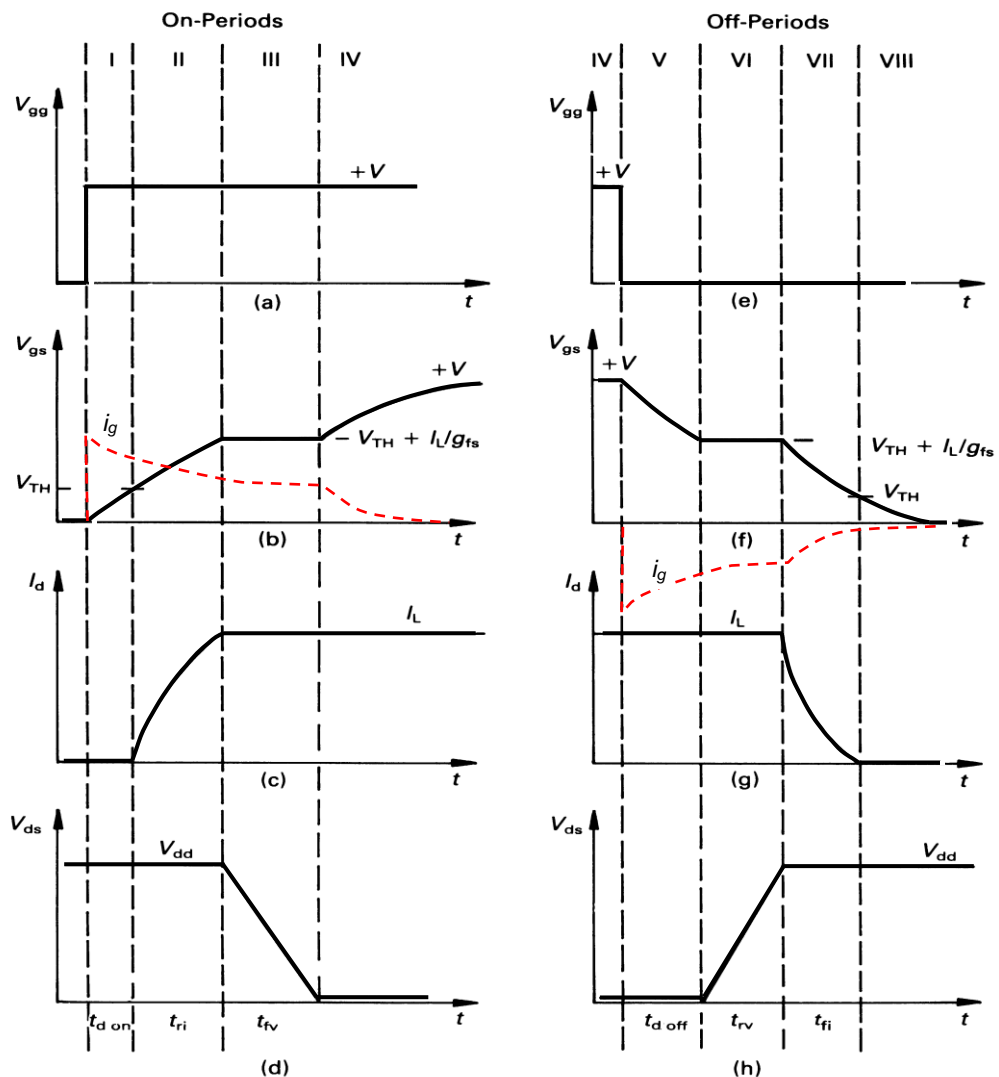 On-Periods
I II III IV
Vgg
+V
t
(a)
Vgs
+V
ig
VTH + IL/gfs
VTH
t
(b)
Id
IL
t
(c)
Vds
Vdd
t
td on tri tfv
(d)
Off-Periods
IV V VI VII VIII
Vgg
+V
t
(e)
Vgs
+V
VTH + IL/gfs
VTH
t
(f)
ig
Id
IL
t
(g)
Vds
Vdd
t
td off trv tfi
(h)